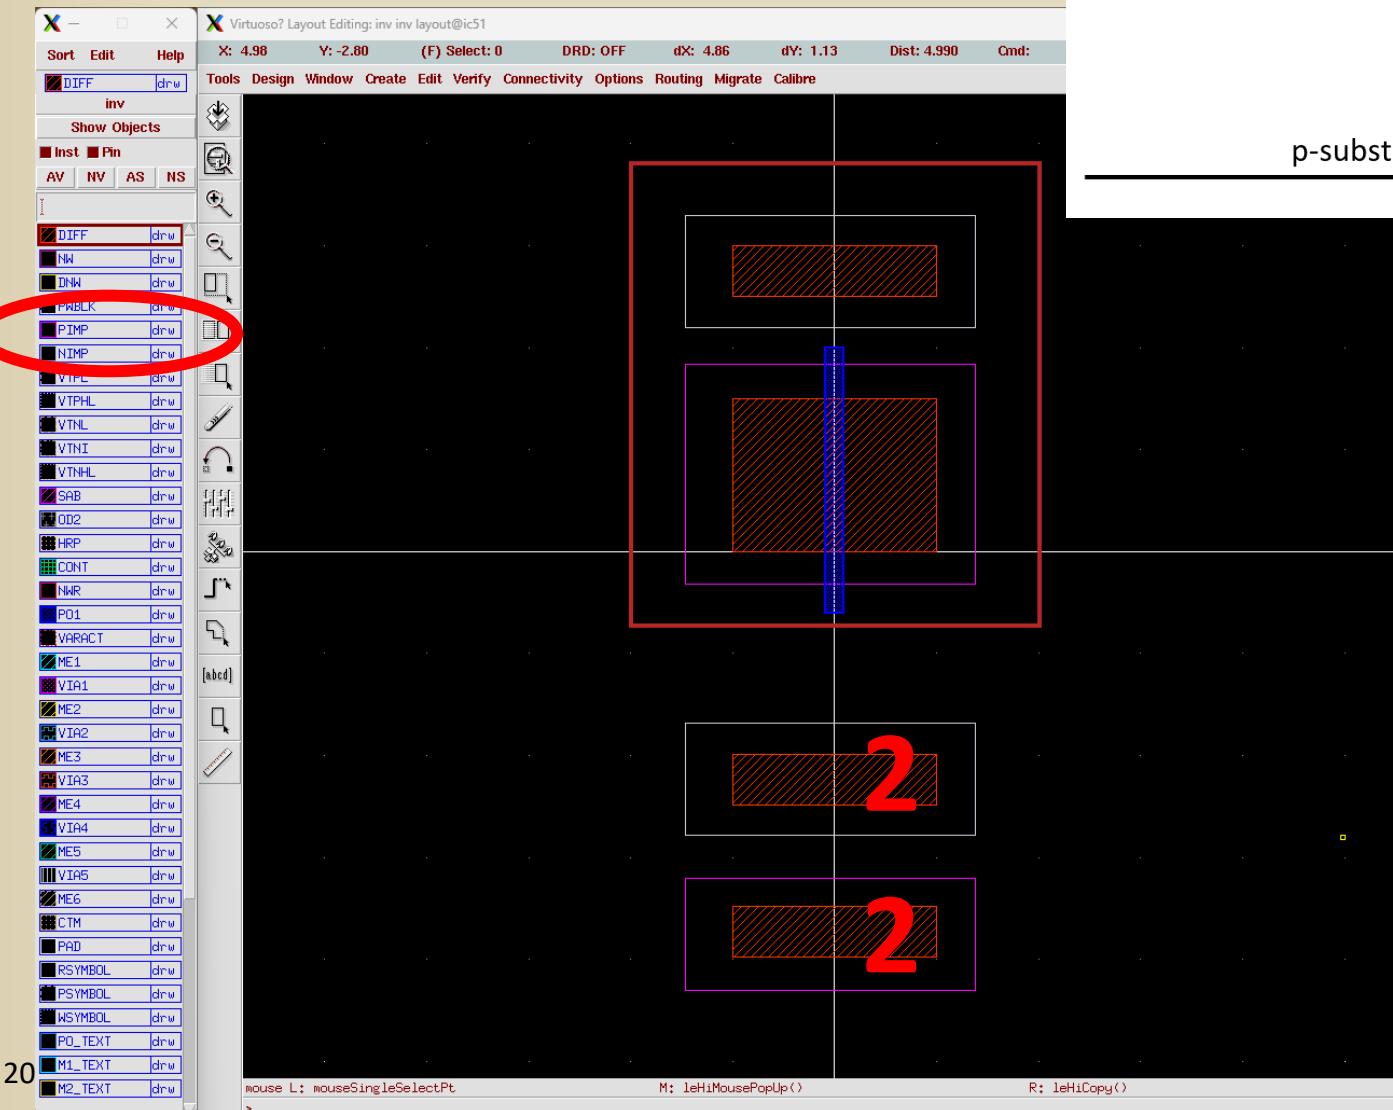 Virtuoso? Layout Editing: inv inv layout@ic51
Sort Edit Help
X: 4.98 Y: -2.80 (F) Select: 0 DRD: OFF dX: 4.86 dY: 1.13 Dist: 4.990 Cmd:
DIFF drw
Tools Design Window Create Edit Verify Connectivity Options Routing Migrate Calibre
inv
Show Objects
Inst Pin
p-subst
AV NV AS NS
DIFF drw
NW drw
DNW drw
PWBLK drw
PIMP drw
NIMP drw
VTPL drw
VTPHL drw
VTNL drw
VTNI drw
VTNHL drw
SAB drw
OD2 drw
HRP drw
CONT drw
NWR drw
PO1 drw
VARACT drw
ME1 drw
VIA1 drw
ME2 drw
VIA2 drw
ME3 drw
VIA3 drw
ME4 drw
VIA4 drw
ME5 drw
VIA5 drw
ME6 drw
CTM drw
PAD drw
RSYMBOL drw
PSYMBOL drw
WSYMBOL drw
PO_TEXT drw
M1_TEXT drw
M2_TEXT drw
[abcd]
2
2
20
mouse L: mouseSingleSelectPt M: leHiMousePopUp() R: leHiCopy()
>